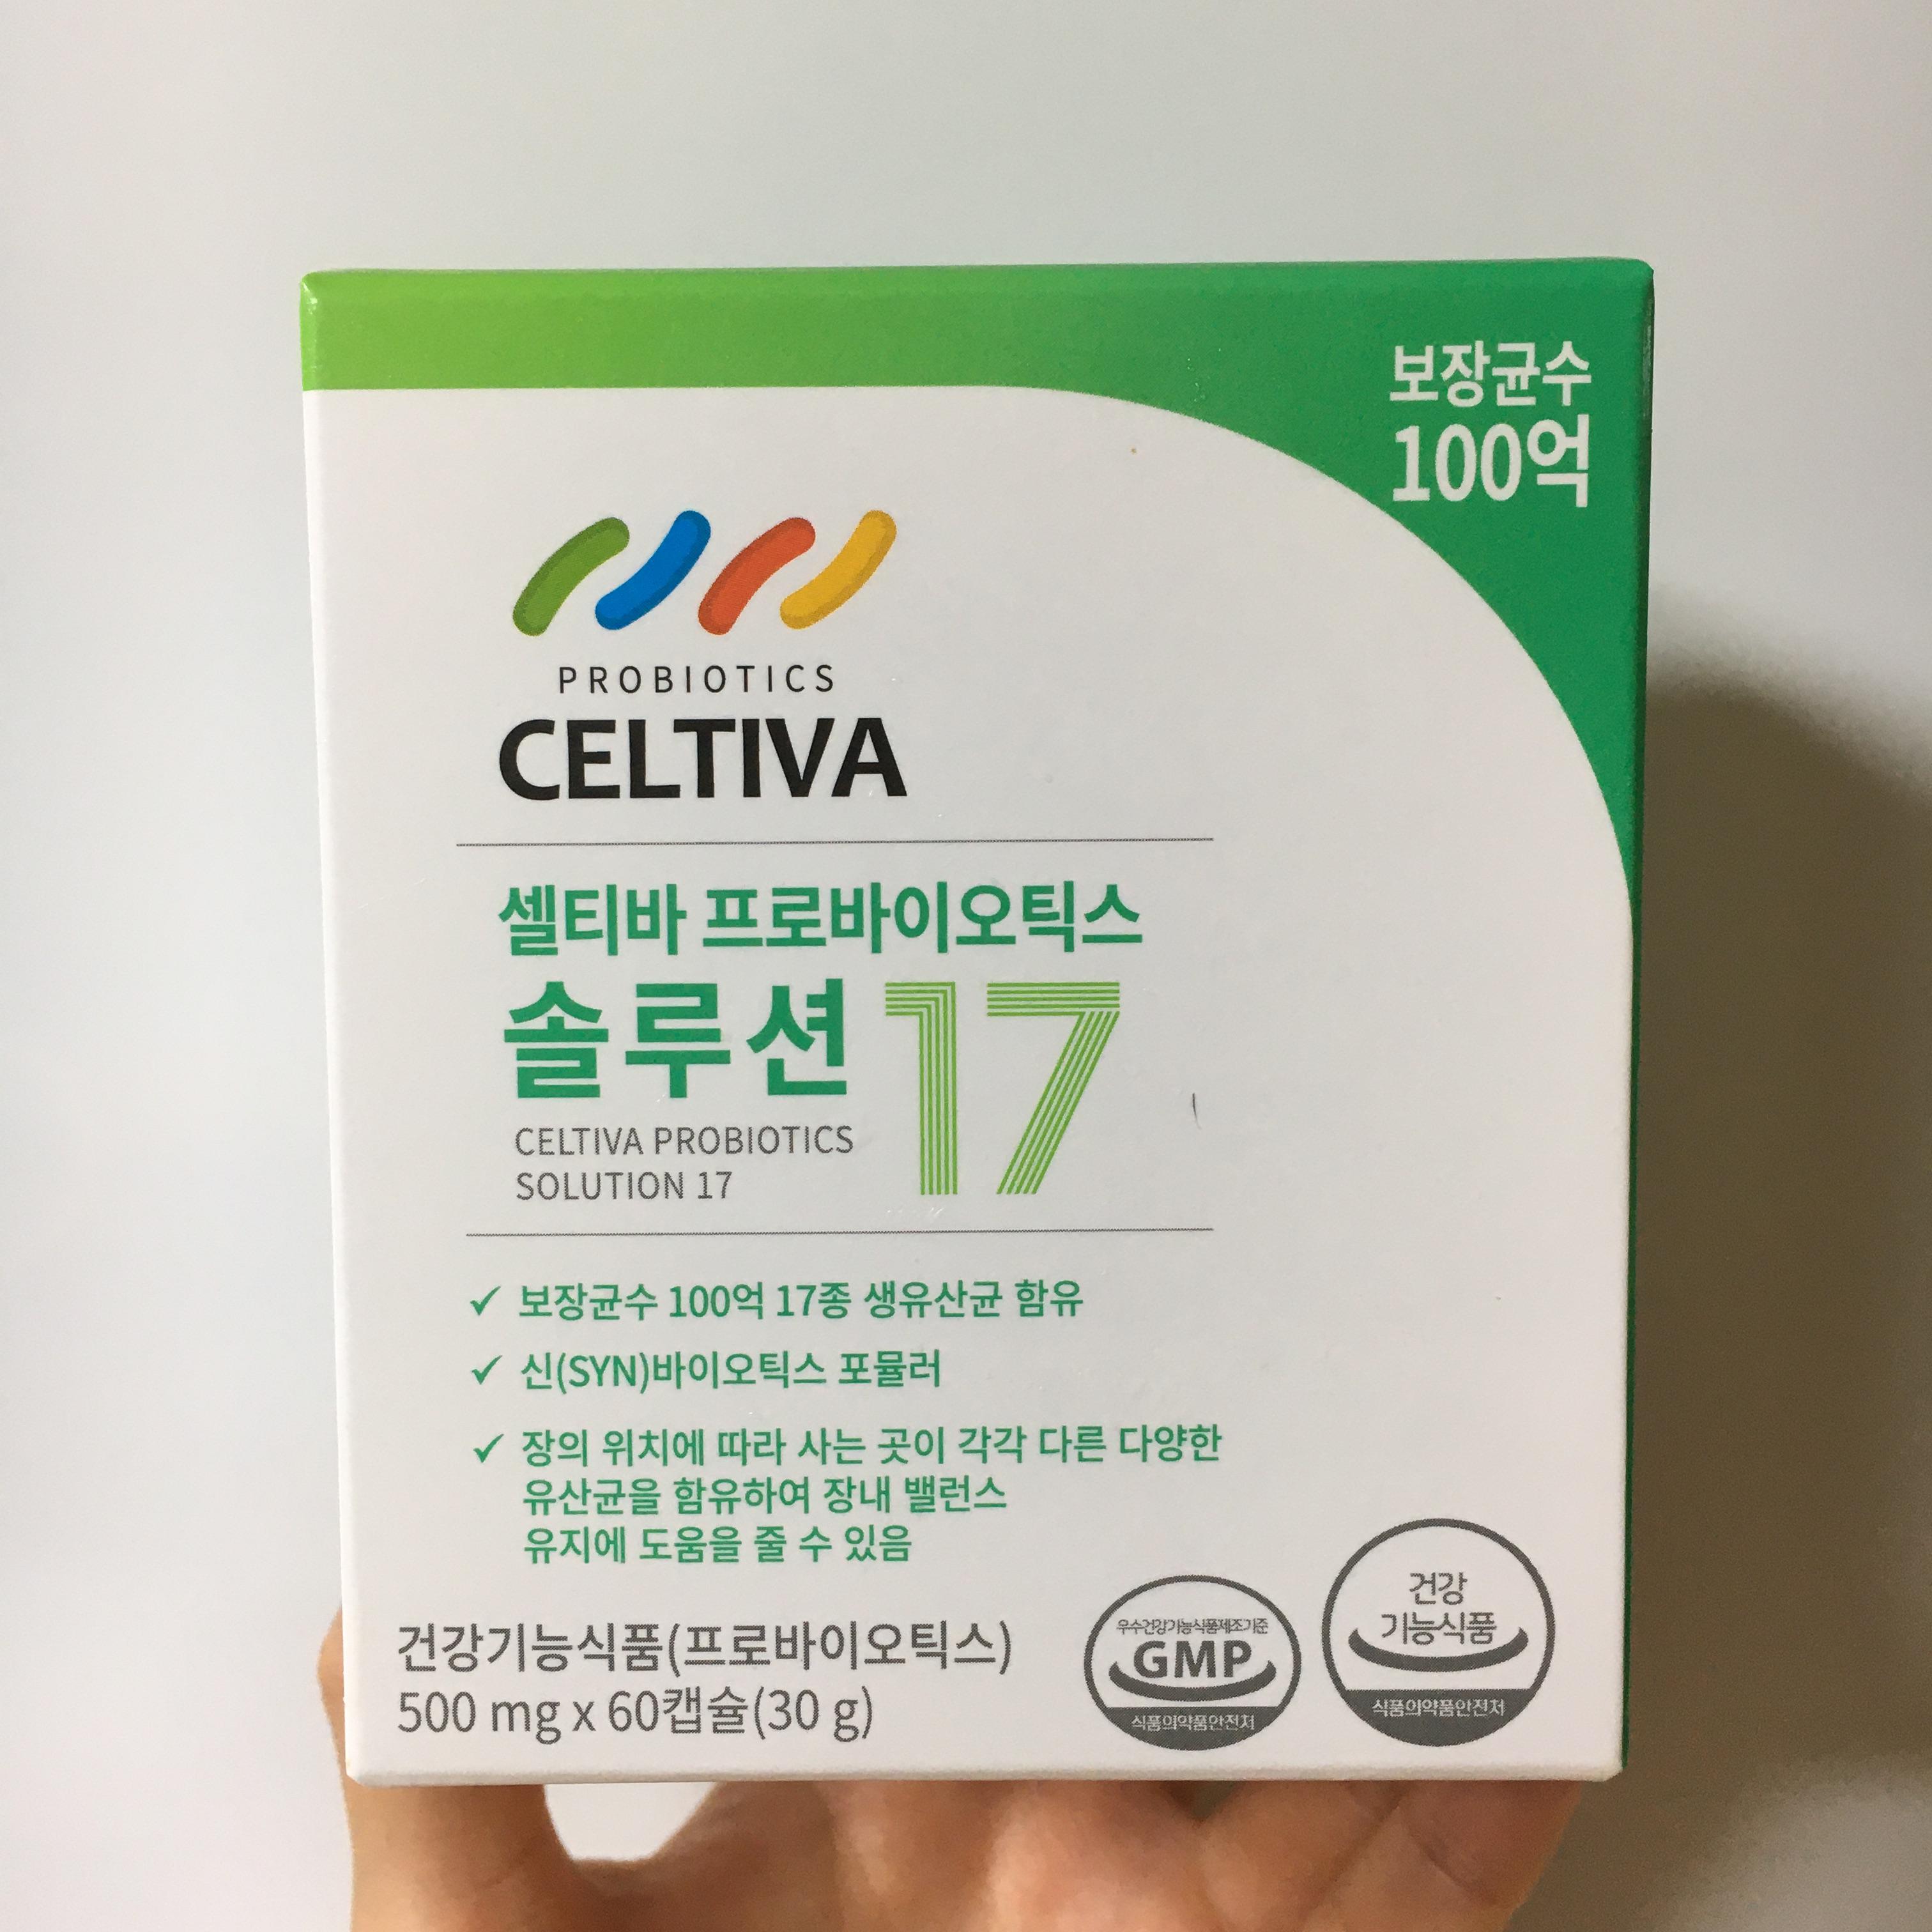 보장균수
100억
PROBIOTICS
CELTIVA
셀티바 프로바이오틱스
솔루션 17
CELTIVA PROBIOTICS
SOLUTION 17
✓ 보장균수 100억 17종 생유산균 함유
✓ 신(SYN)바이오틱스 포뮬러
✓ 장의 위치에 따라 사는 곳이 각각 다른 다양한
유산균을 함유하여 장내 밸런스
유지에 도움을 줄 수 있음
건강기능식품(프로바이오틱스)
500 mg x 60캡슐(30 g)
우수건강기능식품제조기준
GMP
식품의약품안전처
건강
기능식품
식품의약품안전처